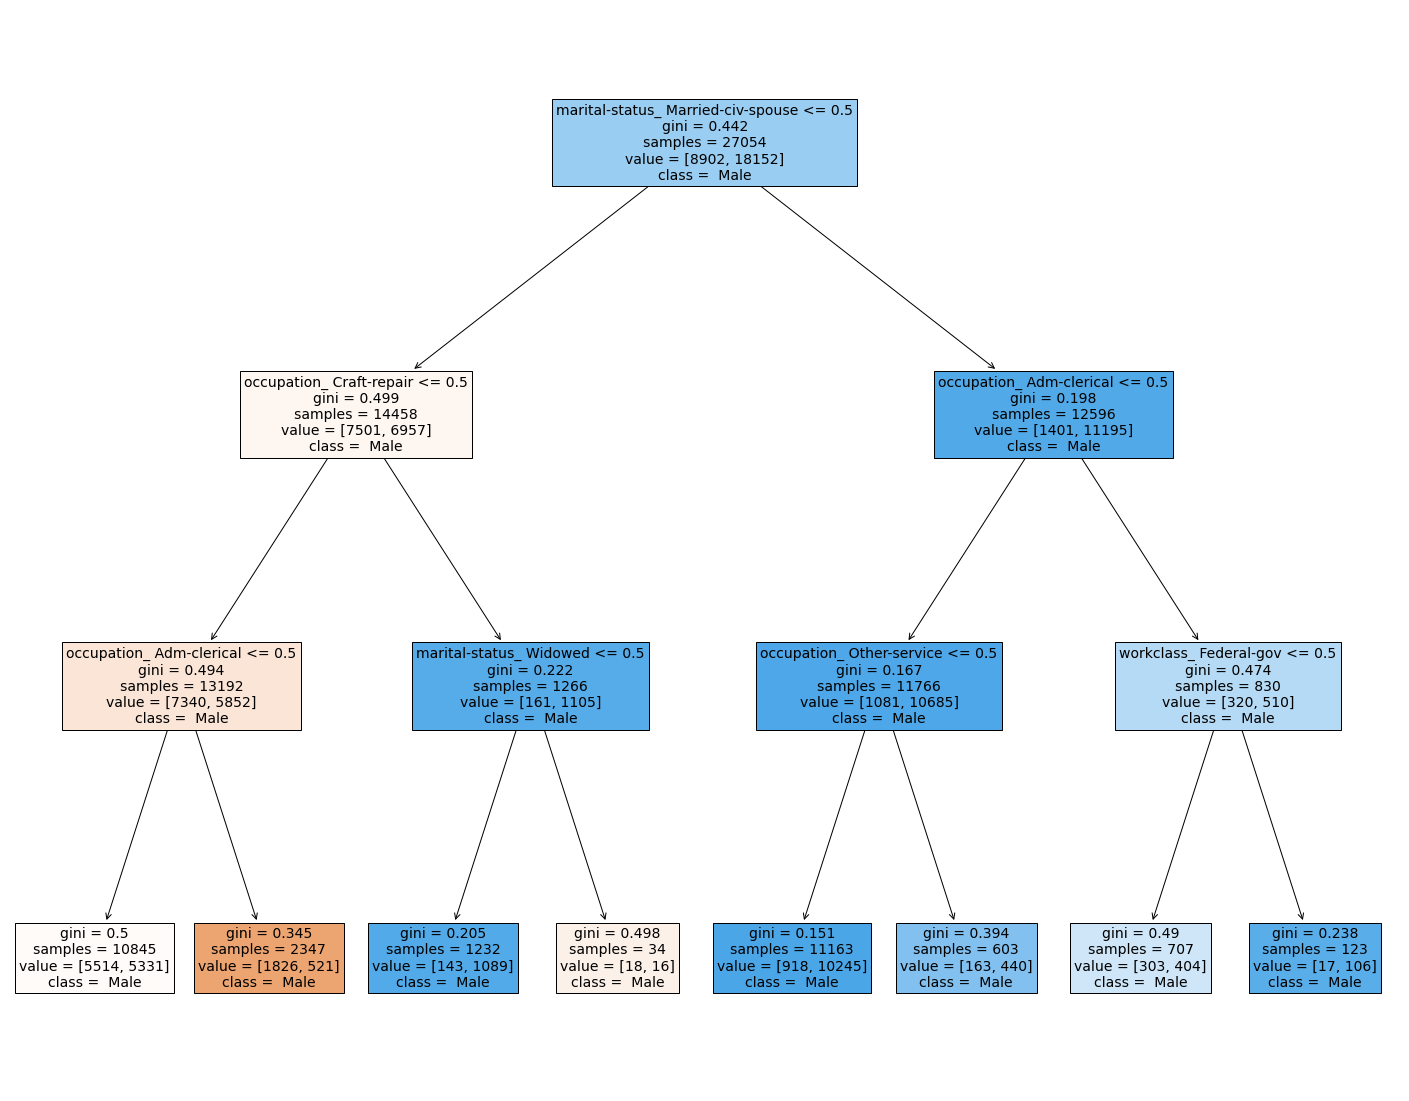 marital-status_ Married-civ-spouse <= 0.5
gini = 0.442
samples = 27054
value = [8902, 18152]
class =  Male
occupation_ Craft-repair <= 0.5
gini = 0.499
samples = 14458
value = [7501, 6957]
class =  Male
occupation_ Adm-clerical <= 0.5
gini = 0.198
samples = 12596
value = [1401, 11195]
class =  Male
occupation_ Adm-clerical <= 0.5
gini = 0.494
samples = 13192
value = [7340, 5852]
class =  Male
marital-status_ Widowed <= 0.5
gini = 0.222
samples = 1266
value = [161, 1105]
class =  Male
occupation_ Other-service <= 0.5
gini = 0.167
samples = 11766
value = [1081, 10685]
class =  Male
workclass_ Federal-gov <= 0.5
gini = 0.474
samples = 830
value = [320, 510]
class =  Male
gini = 0.5
samples = 10845
value = [5514, 5331]
class =  Male
gini = 0.345
samples = 2347
value = [1826, 521]
class =  Male
gini = 0.205
samples = 1232
value = [143, 1089]
class =  Male
gini = 0.498
samples = 34
value = [18, 16]
class =  Male
gini = 0.151
samples = 11163
value = [918, 10245]
class =  Male
gini = 0.394
samples = 603
value = [163, 440]
class =  Male
gini = 0.49
samples = 707
value = [303, 404]
class =  Male
gini = 0.238
samples = 123
value = [17, 106]
class =  Male